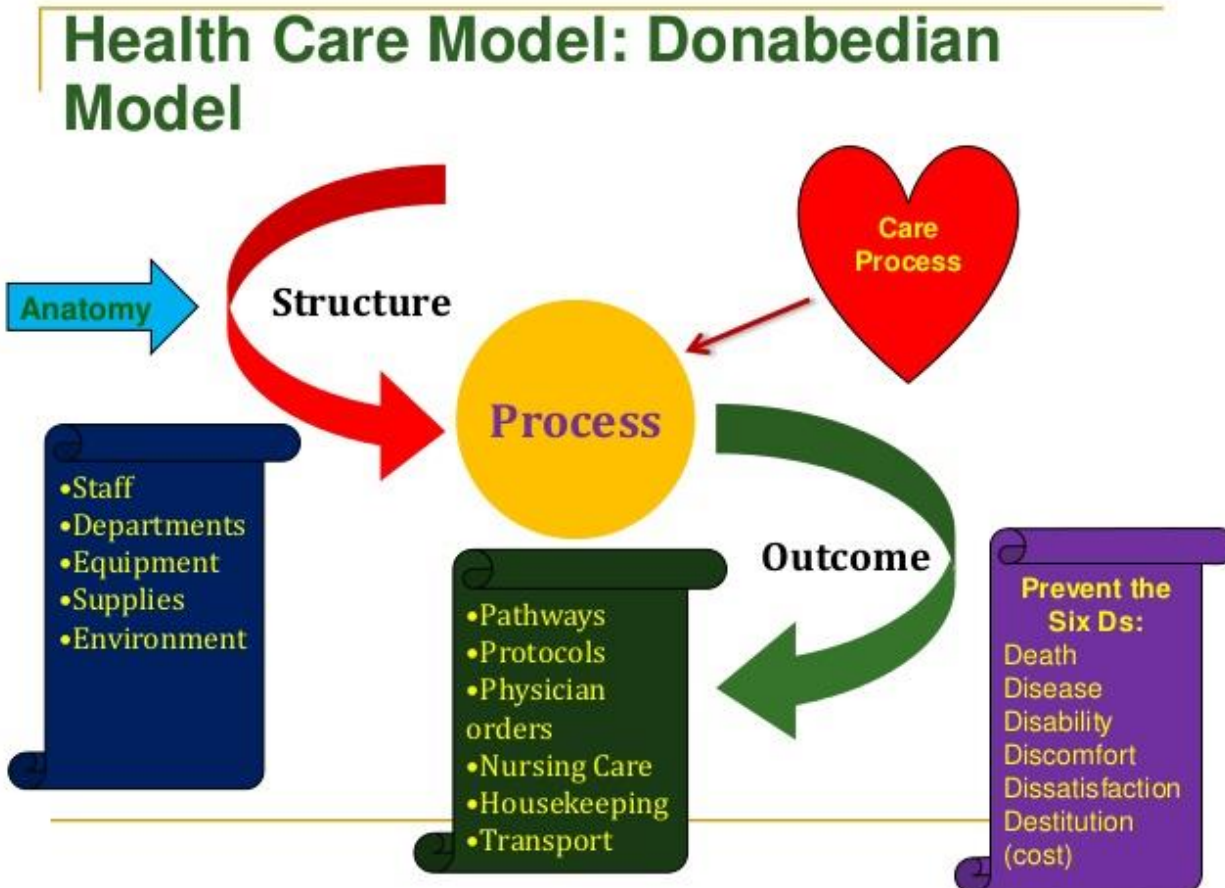 Health Care Model: Donabedian
Model
Care
Process
Anatomy
Structure
Process
•Staff
•Departments
•Equipment
•Supplies
•Environment
Outcome
•Pathways
•Protocols
•Physician
orders
•Nursing Care
•Housekeeping
•Transport
Prevent the
Six Ds:
Death
Disease
Disability
Discomfort
Dissatisfaction
Destitution
(cost)